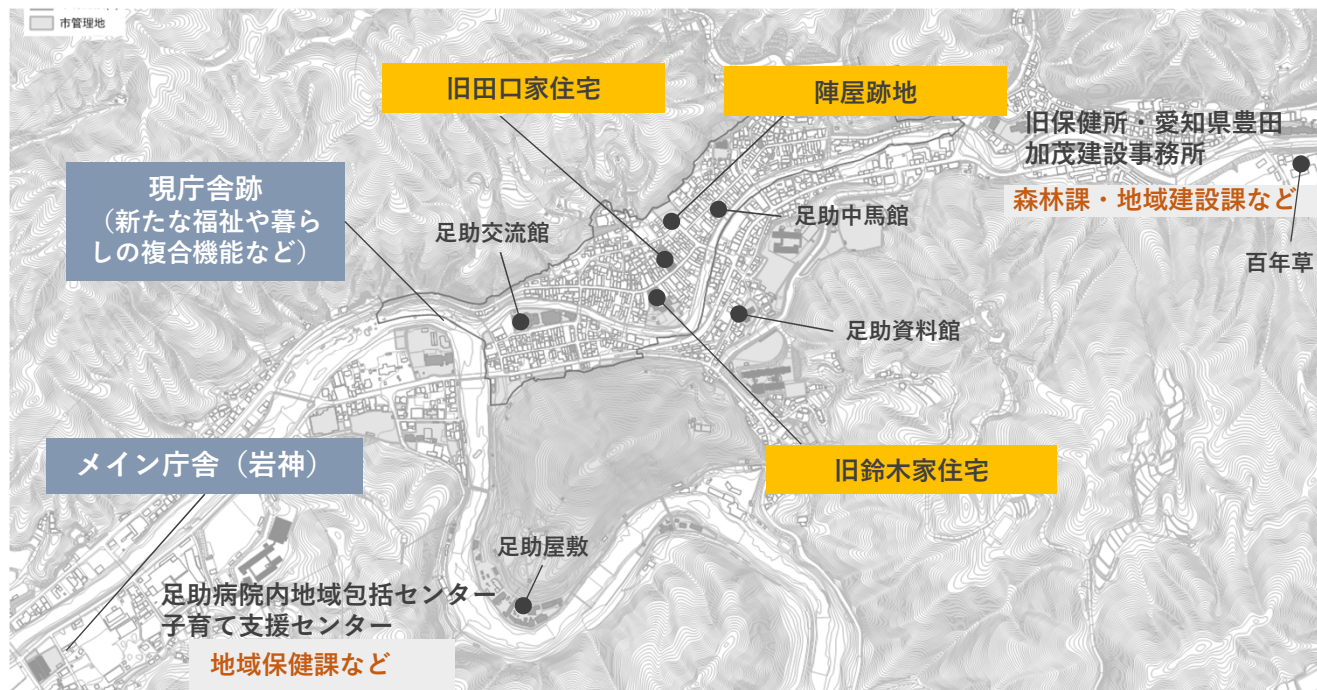 市管理地
旧田口家住宅
陣屋跡地
旧保健所・愛知県豊田
加茂建設事務所
森林課・地域建設課など
百年草
現庁舎跡
（新たな福祉や暮ら
しの複合機能など）
足助交流館
足助中馬館
足助資料館
メイン庁舎（岩神）
旧鈴木家住宅
足助屋敷
足助病院内地域包括センター
子育て支援センター
地域保健課など